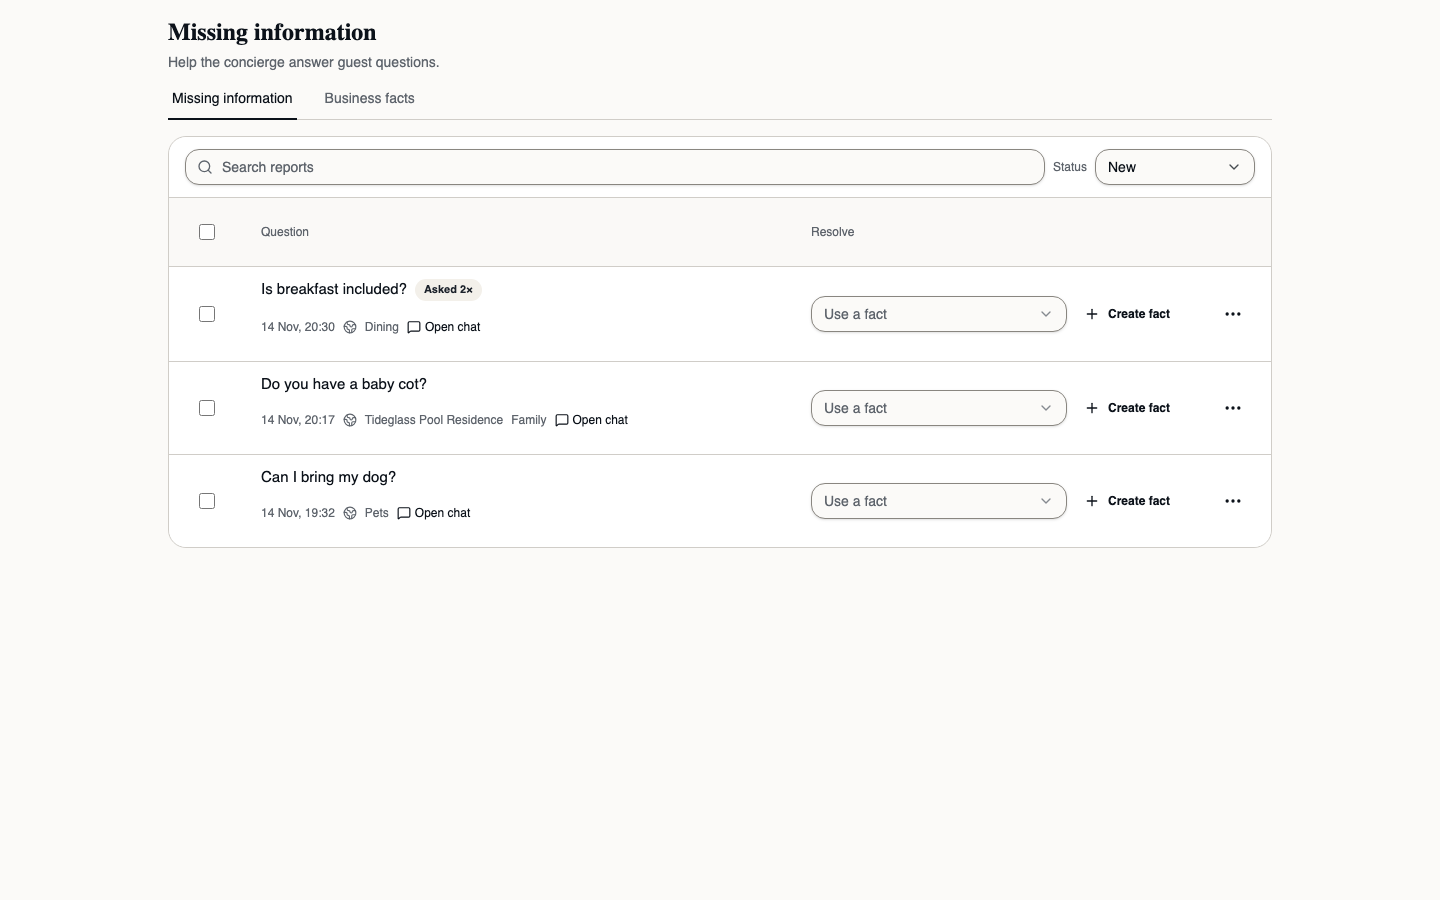 Missing information
Help the concierge answer guest questions.
Missing information Business facts
Search reports Status New
Question Resolve
Is breakfast included? Asked 2×
14 Nov, 20:30 Dining Open chat
Use a fact Create fact
Do you have a baby cot?
14 Nov, 20:17 Tideglass Pool Residence Family Open chat
Use a fact Create fact
Can I bring my dog?
14 Nov, 19:32 Pets Open chat
Use a fact Create fact